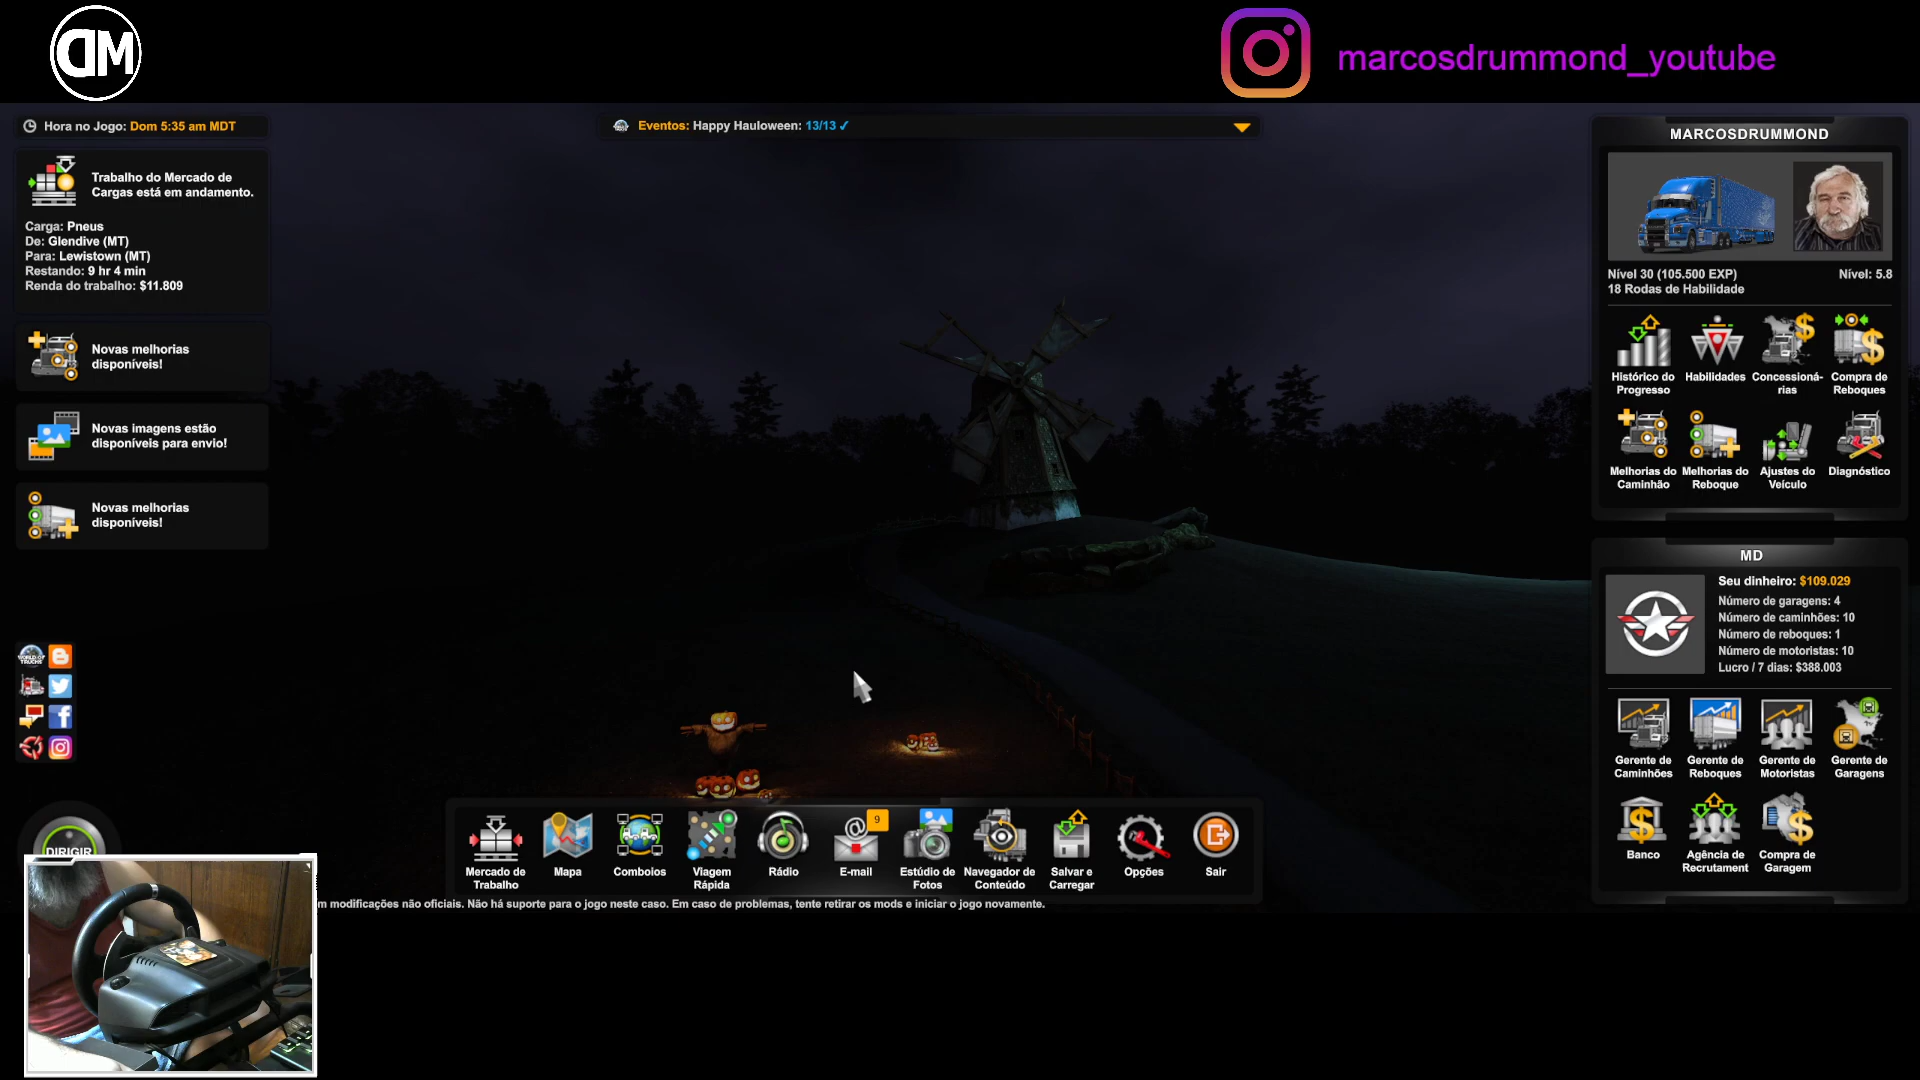 DM
marcosdrummond_youtube
Hora no Jogo: Dom 5:35 am MDT
Eventos: Happy Hauloween: 13/13 ✓
Trabalho do Mercado de
Cargas está em andamento.
Carga: Pneus
De: Glendive (MT)
Para: Lewistown (MT)
Restando: 9 hr 4 min
Renda do trabalho: $11.809
Novas melhorias
disponíveis!
Novas imagens estão
disponíveis para envio!
Novas melhorias
disponíveis!
WORLD OF
TRUCKS
DIRIGIR
MARCOSDRUMMOND
Nível 30 (105.500 EXP)
Nível: 5.8
18 Rodas de Habilidade
Histórico do
Progresso
Habilidades
Concessioná-
rias
Compra de
Reboques
Melhorias do
Caminhão
Melhorias do
Reboque
Ajustes do
Veículo
Diagnóstico
MD
Seu dinheiro: $109.029
Número de garagens: 4
Número de caminhões: 10
Número de reboques: 1
Número de motoristas: 10
Lucro / 7 dias: $388.003
Gerente de
Caminhões
Gerente de
Reboques
Gerente de
Motoristas
Gerente de
Garagens
Banco
Agência de
Recrutament
Compra de
Garagem
Mercado de
Trabalho
Mapa
Comboios
Viagem
Rápida
Rádio
9
E-mail
Estúdio de
Fotos
Navegador de
Conteúdo
Salvar e
Carregar
Opções
Sair
m modificações não oficiais. Não há suporte para o jogo neste caso. Em caso de problemas, tente retirar os mods e iniciar o jogo novamente.